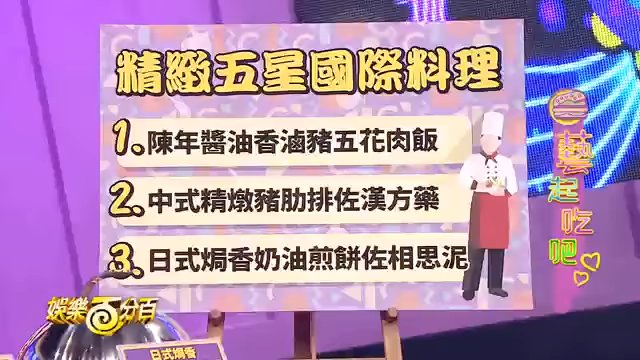 精緻五星國際料理
1.陳年醬油香滷豬五花肉飯
2.中式精燉豬肋排佐漢方藥
3.日式焗香奶油煎餅佐相思泥
藝起吃吧
娛樂百分百
日式焗香